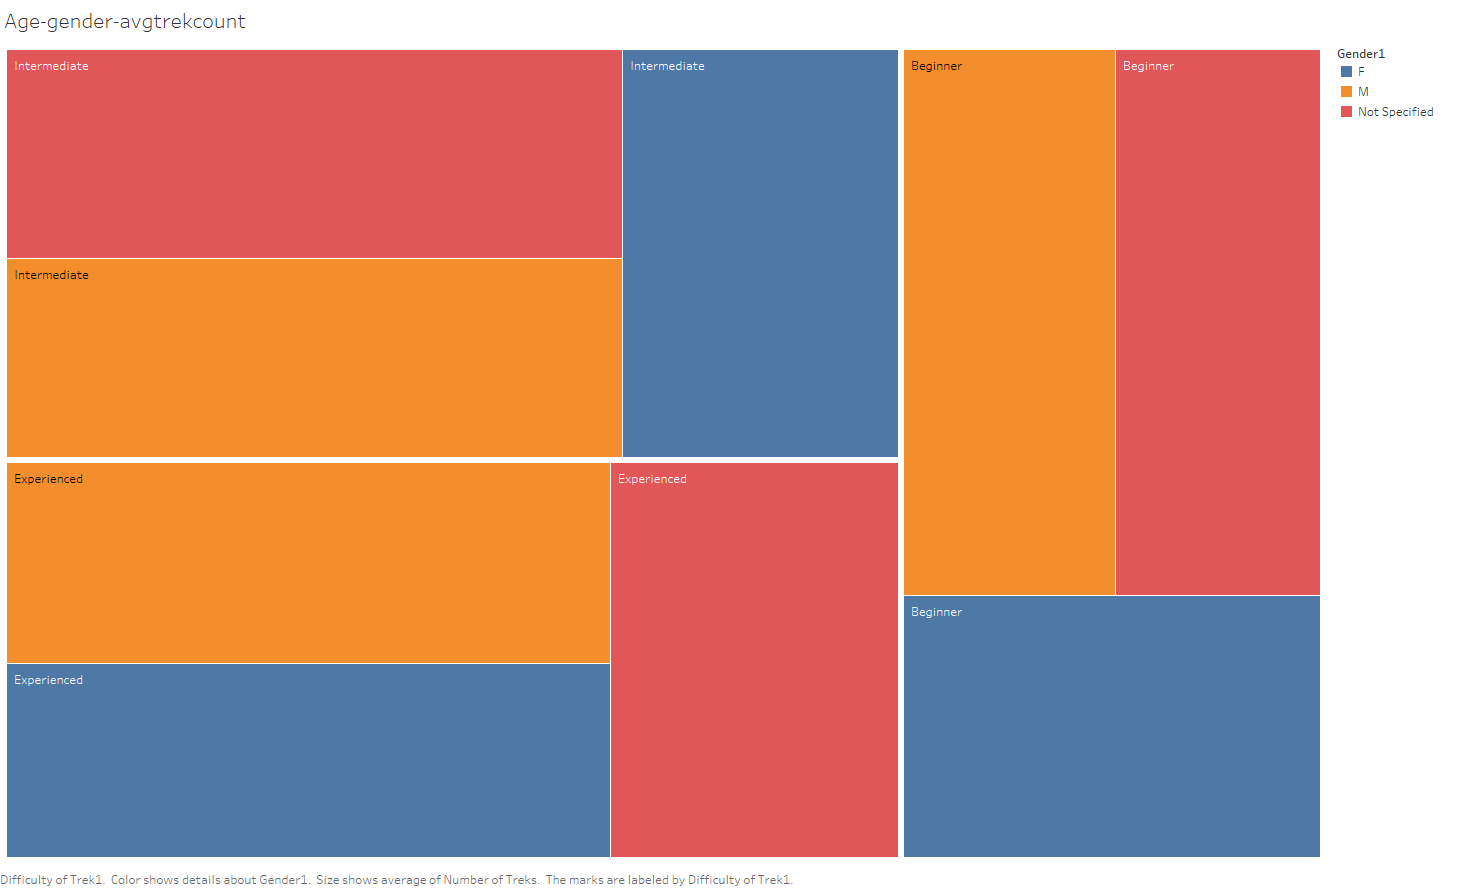 Age-gender-avgtrekcount
Intermediate
Intermediate
Beginner
Beginner
Gender1
F
M
Not Specified
Intermediate
Experienced
Experienced
Beginner
Experienced
Difficulty of Trek1. Color shows details about Gender1. Size shows average of Number of Treks. The marks are labeled by Difficulty of Trek1.